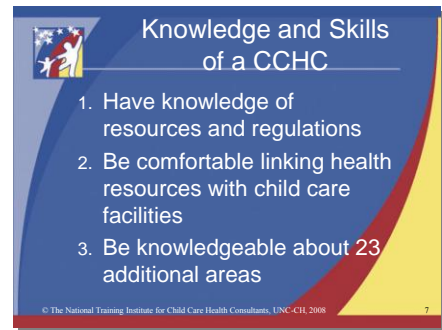 Knowledge and Skills
of a CCHC
1. Have knowledge of
resources and regulations
2. Be comfortable linking health
resources with child care
facilities
3. Be knowledgeable about 23
additional areas
© The National Training Institute for Child Care Health Consultants, UNC-CH, 2008
7